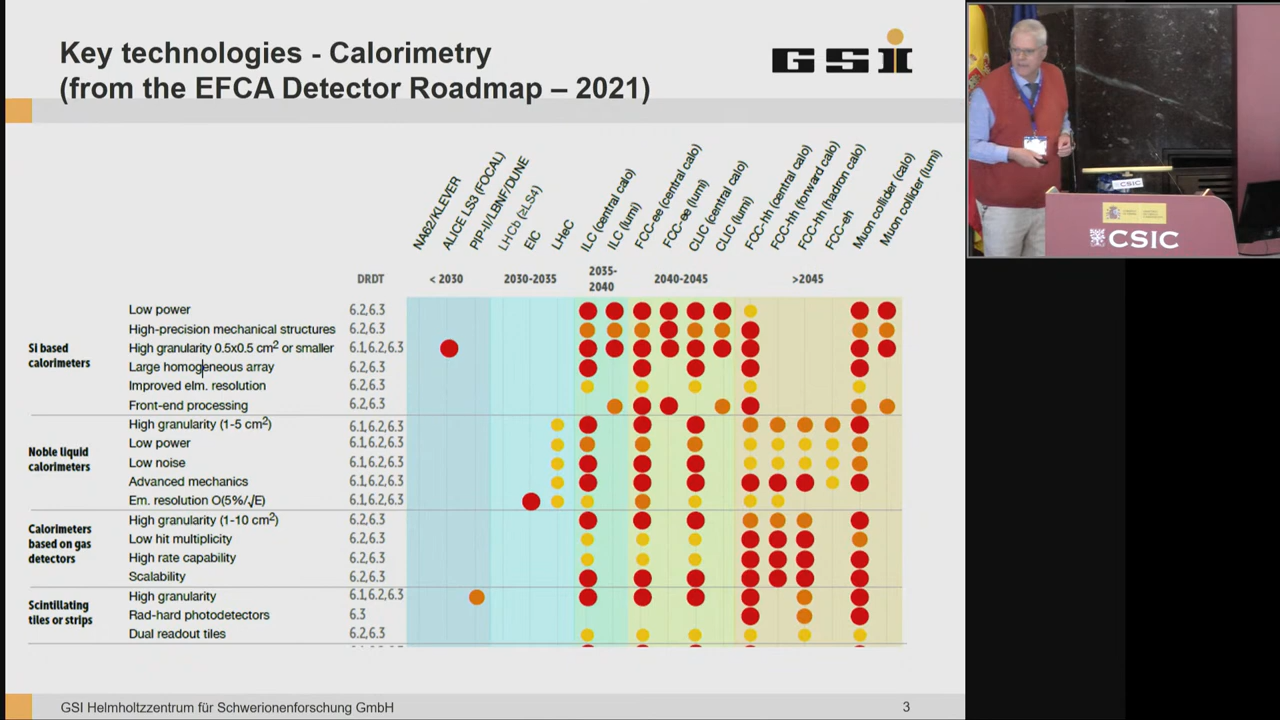 Key technologies - Calorimetry
(from the EFCA Detector Roadmap – 2021)
GSI
NA62/KLEVER
ALICE LS3 (FOCAL)
PIP-II/LBNF/DUNE
LHCb (≥LS4)
EIC
LHeC
ILC (central calo)
ILC (lumi)
FCC-ee (central calo)
FCC-ee (lumi)
CLIC (central calo)
CLIC (lumi)
FCC-hh (central calo)
FCC-hh (forward calo)
FCC-hh (hadron calo)
FCC-eh
Muon collider (calo)
Muon collider (lumi)
DRDT < 2030 2030-2035 2035-2040 2040-2045 >2045
Si based calorimeters
Low power 6.2,6.3
High-precision mechanical structures 6.2,6.3
High granularity 0.5x0.5 cm² or smaller 6.1,6.2,6.3
Large homogeneous array 6.2,6.3
Improved elm. resolution 6.2,6.3
Front-end processing 6.2,6.3
Noble liquid calorimeters
High granularity (1-5 cm²) 6.1,6.2,6.3
Low power 6.1,6.2,6.3
Low noise 6.1,6.2,6.3
Advanced mechanics 6.1,6.2,6.3
Em. resolution O(5%/√E) 6.1,6.2,6.3
Calorimeters based on gas detectors
High granularity (1-10 cm²) 6.2,6.3
Low hit multiplicity 6.2,6.3
High rate capability 6.2,6.3
Scalability 6.2,6.3
Scintillating tiles or strips
High granularity 6.1,6.2,6.3
Rad-hard photodetectors 6.3
Dual readout tiles 6.2,6.3
GSI Helmholtzzentrum für Schwerionenforschung GmbH 3
CSIC
CSIC